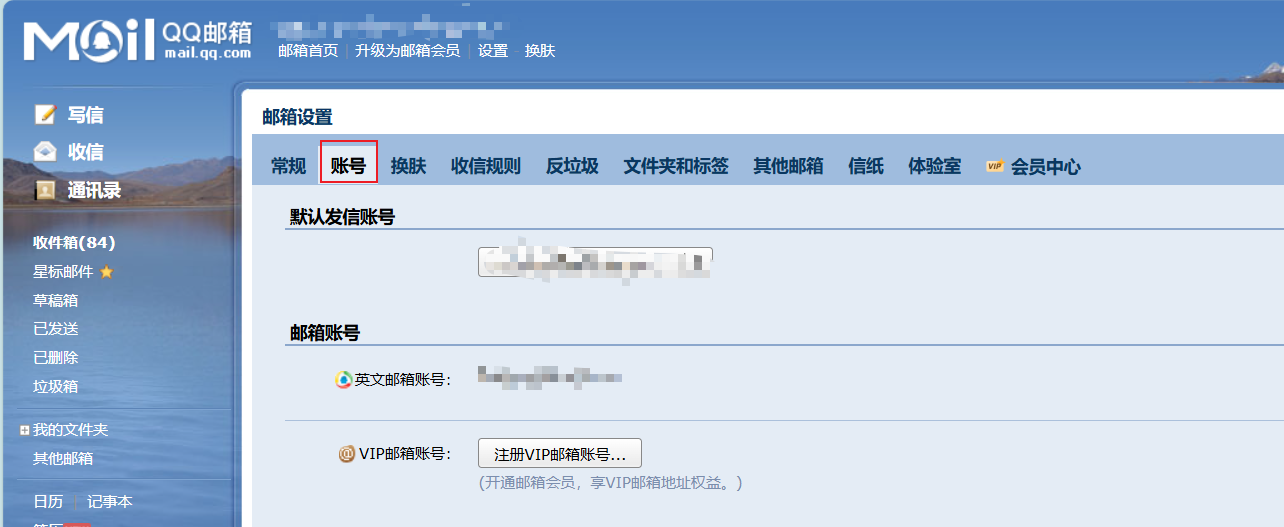 Mail QQ邮箱
mail.qq.com
邮箱首页 升级为邮箱会员 设置 换肤
写信
收信
通讯录
收件箱(84)
星标邮件
草稿箱
已发送
已删除
垃圾箱
我的文件夹
其他邮箱
日历 记事本
邮箱设置
常规 账号 换肤 收信规则 反垃圾 文件夹和标签 其他邮箱 信纸 体验室 VIP 会员中心
默认发信账号
邮箱账号
英文邮箱账号：
@ VIP邮箱账号： 注册VIP邮箱账号...
(开通邮箱会员，享VIP邮箱地址权益。)